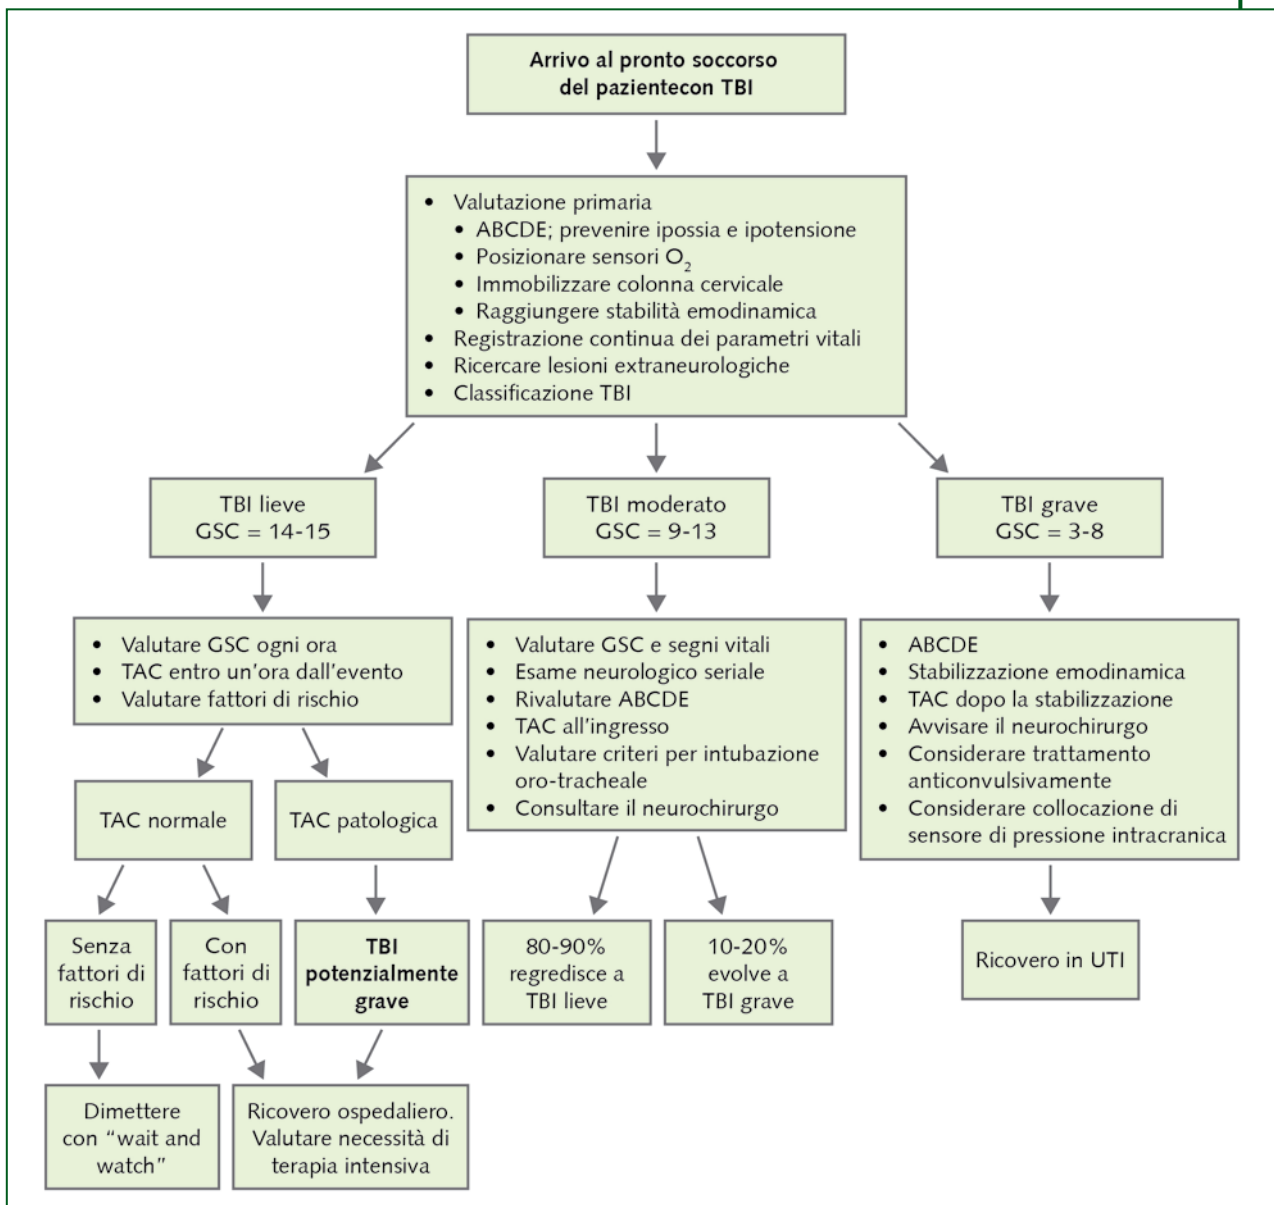 Arrivo al pronto soccorso
del pazientecon TBI
• Valutazione primaria
• ABCDE; prevenire ipossia e ipotensione
• Posizionare sensori O₂
• Immobilizzare colonna cervicale
• Raggiungere stabilità emodinamica
• Registrazione continua dei parametri vitali
• Ricercare lesioni extraneurologiche
• Classificazione TBI
TBI lieve
GSC = 14-15
TBI moderato
GSC = 9-13
TBI grave
GSC = 3-8
• Valutare GSC ogni ora
• TAC entro un'ora dall'evento
• Valutare fattori di rischio
• Valutare GSC e segni vitali
• Esame neurologico seriale
• Rivalutare ABCDE
• TAC all'ingresso
• Valutare criteri per intubazione
oro-tracheale
• Consultare il neurochirurgo
• ABCDE
• Stabilizzazione emodinamica
• TAC dopo la stabilizzazione
• Avvisare il neurochirurgo
• Considerare trattamento
anticonvulsivamente
• Considerare collocazione di
sensore di pressione intracranica
TAC normale
TAC patologica
Senza
fattori di
rischio
Con
fattori di
rischio
TBI
potenzialmente
grave
80-90%
regredisce a
TBI lieve
10-20%
evolve a
TBI grave
Ricovero in UTI
Dimettere
con "wait and
watch"
Ricovero ospedaliero.
Valutare necessità di
terapia intensiva